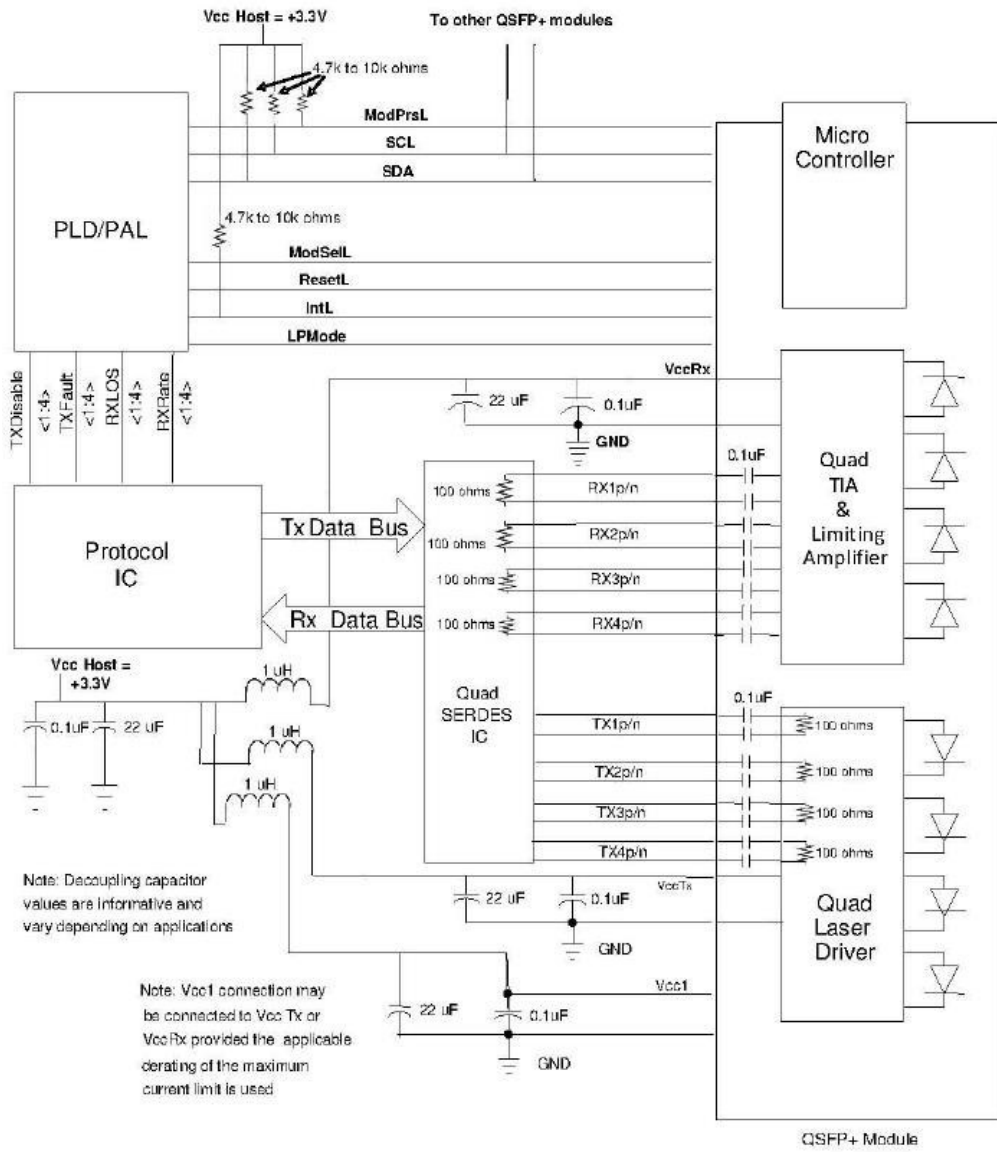 Vcc Host = +3.3V
To other QSFP+ modules
4.7k to 10k ohms
ModPrsL
SCL
SDA
Micro
Controller
PLD/PAL
4.7k to 10k ohms
ModSelL
ResetL
IntL
LPMode
TXDisable
<1:4>
TXFault
<1:4>
RXLOS
<1:4>
RXRate
<1:4>
VccRx
22 uF
0.1uF
GND
0.1uF
Quad
TIA
&
Limiting
Amplifier
100 ohms
RX1p/n
100 ohms
RX2p/n
100 ohms
RX3p/n
100 ohms
RX4p/n
Tx Data Bus
Protocol
IC
Rx Data Bus
Vcc Host =
+3.3V
0.1uF
22 uF
1 uH
1 uH
1 uH
Quad
SERDES
IC
0.1uF
TX1p/n
100 ohms
TX2p/n
100 ohms
TX3p/n
100 ohms
TX4p/n
100 ohms
VccTx
22 uF
0.1uF
GND
Quad
Laser
Driver
Note: Decoupling capacitor
values are informative and
vary depending on applications
Note: Vcc1 connection may
be connected to Vcc Tx or
VccRx provided the applicable
derating of the maximum
current limit is used
Vcc1
22 uF
0.1uF
GND
QSFP+ Module